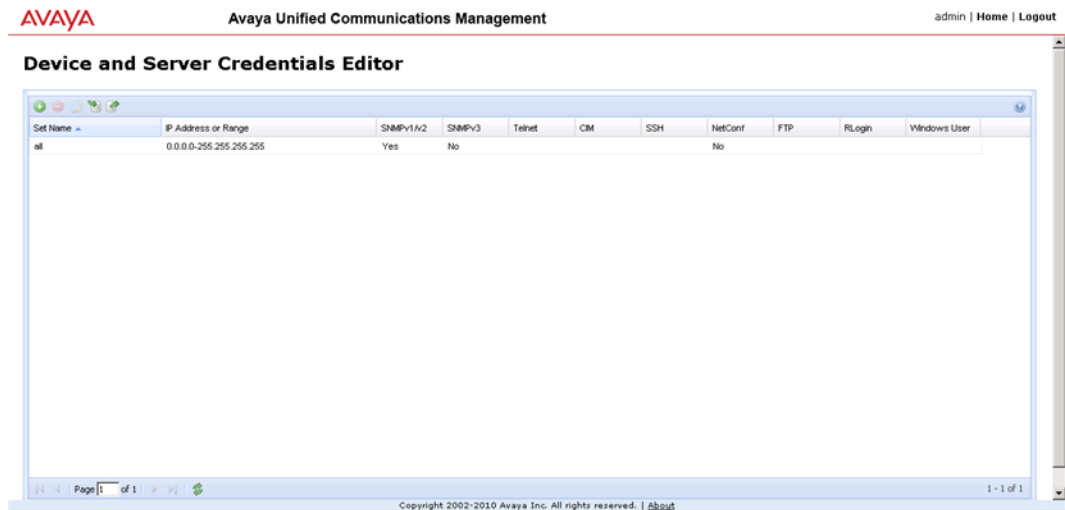 AVAYA Avaya Unified Communications Management admin | Home | Logout
Device and Server Credentials Editor
Set Name IP Address or Range SNMPv1/v2 SNMPv3 Telnet CIM SSH NetConf FTP RLogin Windows User
all 0.0.0.0-255.255.255.255 Yes No No
Page 1 of 1 1 - 1 of 1
Copyright 2002-2010 Avaya Inc. All rights reserved. | About